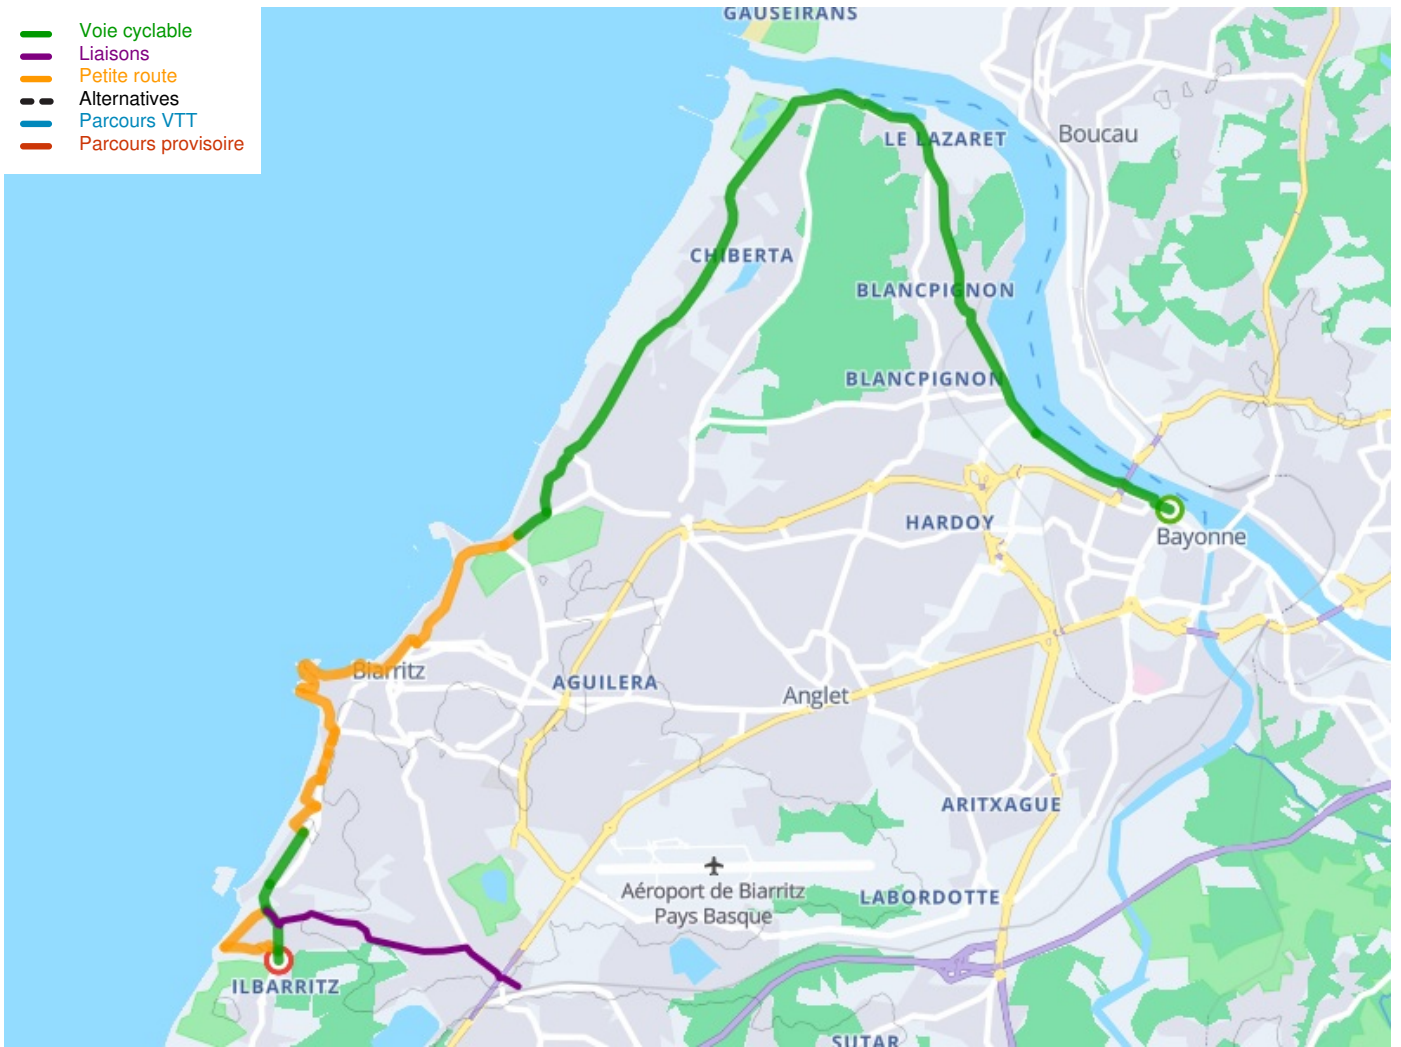 Voie cyclable
Liaisons
Petite route
Alternatives
Parcours VTT
Parcours provisoire
GAUSEIRANS
Boucau
LE LAZARET
CHIBERTA
BLANCPIGNON
BLANCPIGNON
HARDOY
Bayonne
Biarritz
AGUILERA
Anglet
ARITXAGUE
Aéroport de Biarritz
Pays Basque
LABORDOTTE
ILBARRITZ
SUTAR